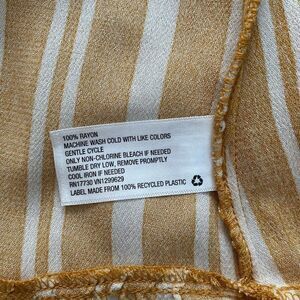 100% RAYON
MACHINE WASH COLD WITH LIKE COLORS
GENTLE CYCLE
ONLY NON-CHLORINE BLEACH IF NEEDED
TUMBLE DRY LOW, REMOVE PROMPTLY
COOL IRON IF NEEDED
RN17730 VN1299629
LABEL MADE FROM 100% RECYCLED PLASTIC